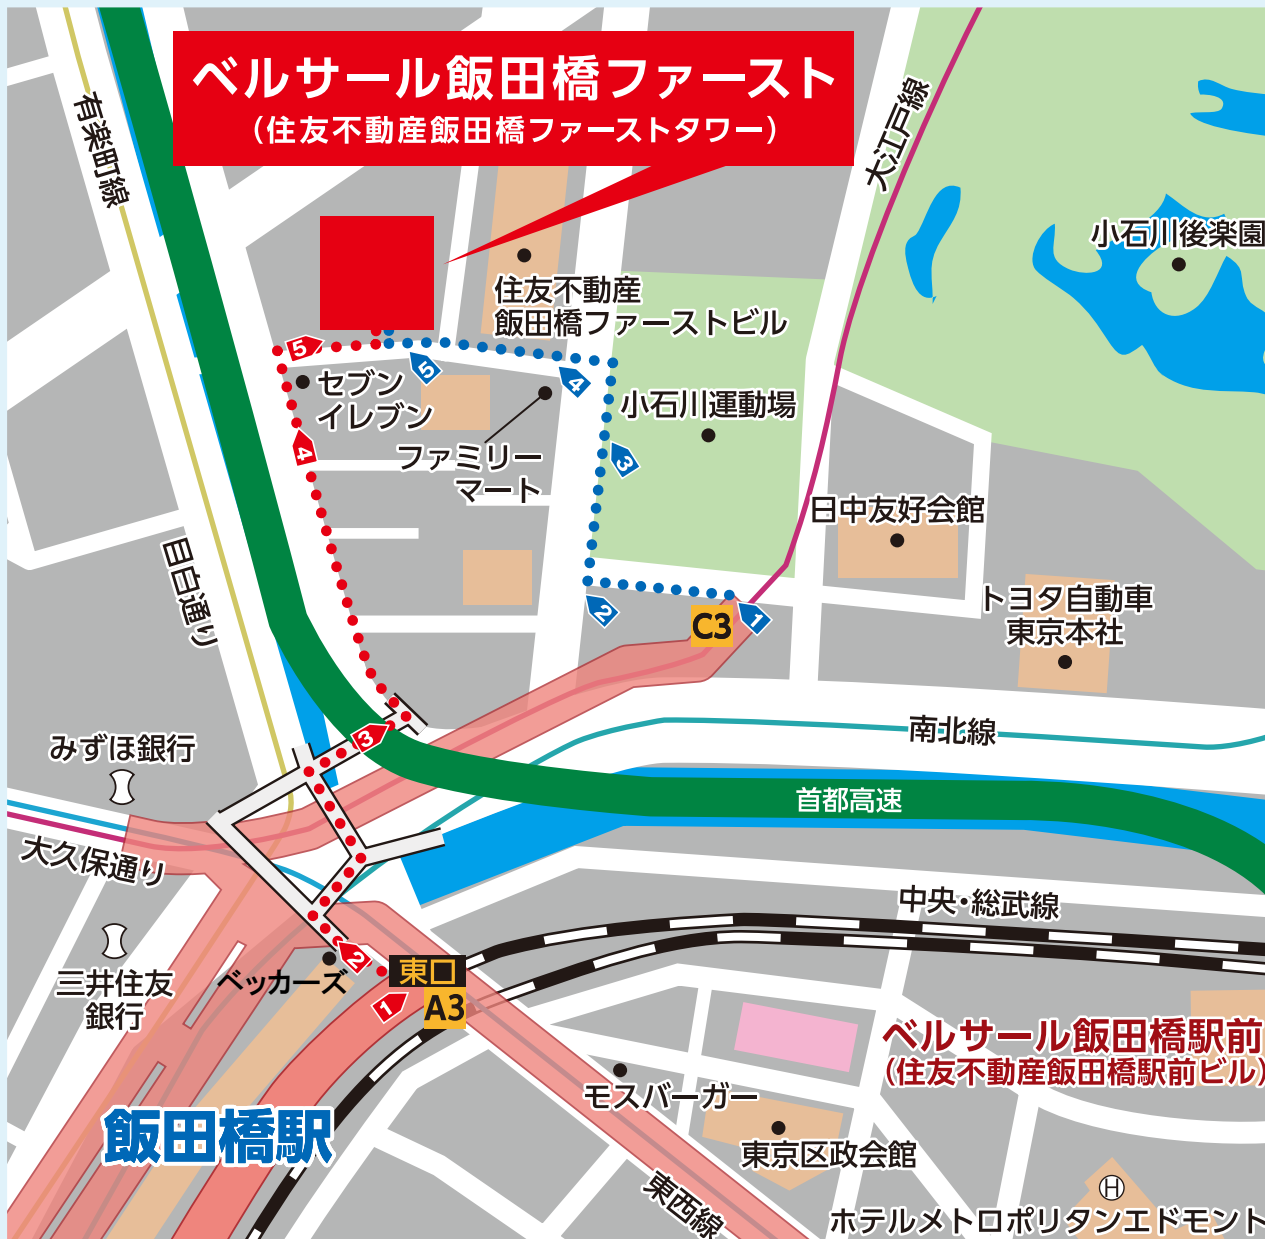 ベルサール飯田橋ファースト
（住友不動産飯田橋ファーストタワー）
有楽町線
大江戸線
小石川後楽園
住友不動産
飯田橋ファーストビル
5
5
4
セブン
イレブン
小石川運動場
4
ファミリー
マート
3
日中友好会館
目白通り
トヨタ自動車
東京本社
2
C3
1
みずほ銀行
3
南北線
首都高速
大久保通り
中央・総武線
三井住友
銀行
ベッカーズ
2
東口
1
A3
ベルサール飯田橋駅前
（住友不動産飯田橋駅前ビル）
モスバーガー
飯田橋駅
東京区政会館
東西線
H
ホテルメトロポリタンエドモント